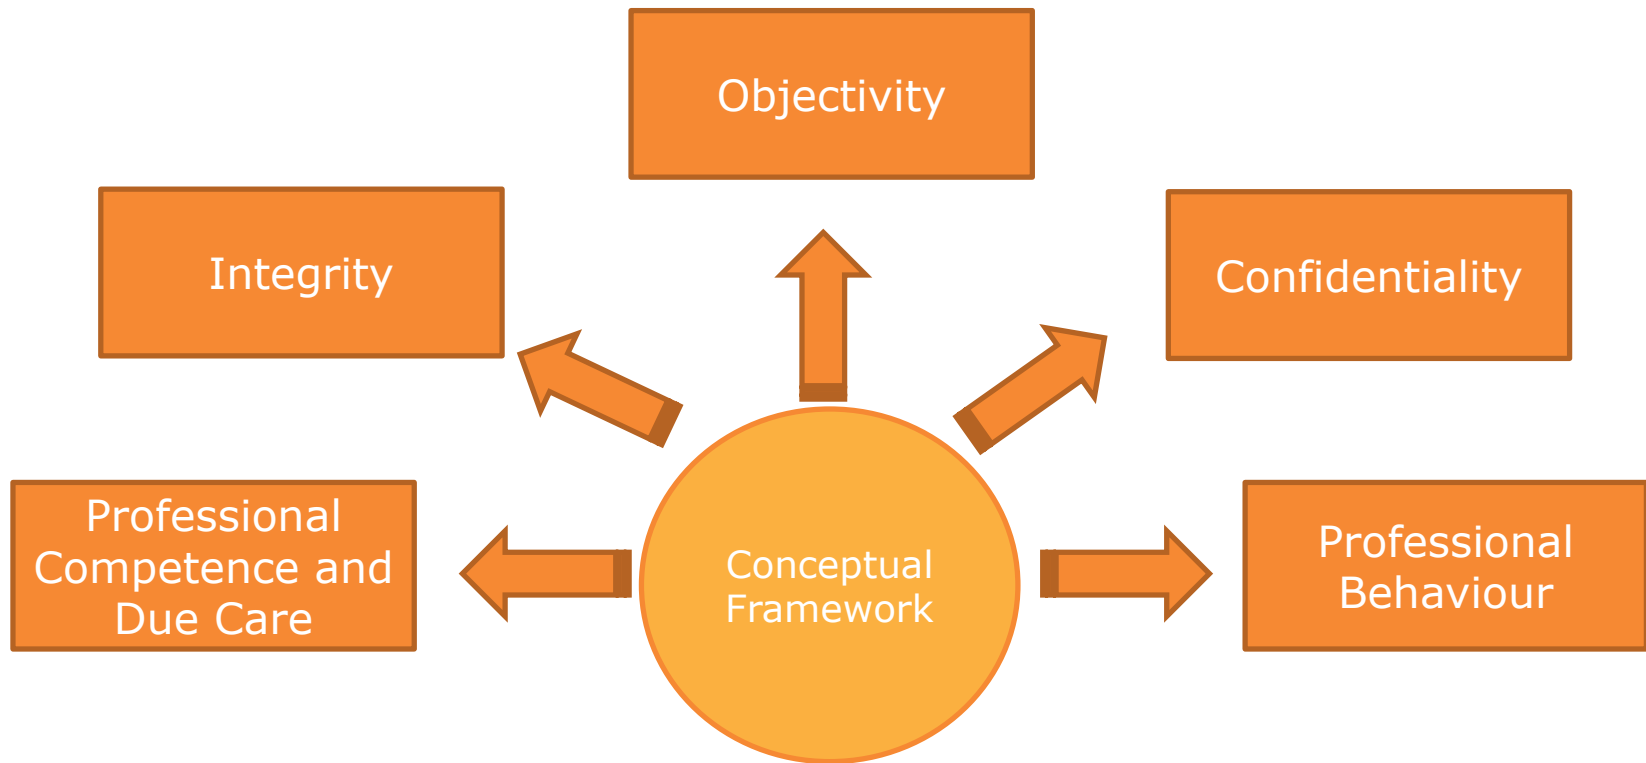 Objectivity
Integrity
Confidentiality
Professional
Competence and
Due Care
Conceptual
Framework
Professional
Behaviour